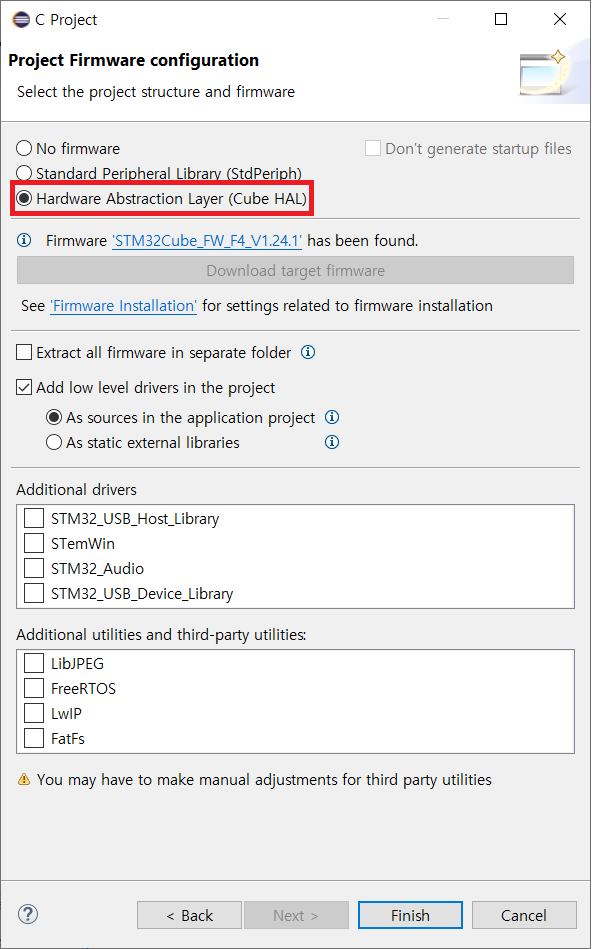 C Project
Project Firmware configuration
Select the project structure and firmware
No firmware
Don't generate startup files
Standard Peripheral Library (StdPeriph)
Hardware Abstraction Layer (Cube HAL)
Firmware 'STM32Cube_FW_F4_V1.24.1' has been found.
Download target firmware
See 'Firmware Installation' for settings related to firmware installation
Extract all firmware in separate folder
Add low level drivers in the project
As sources in the application project
As static external libraries
Additional drivers
STM32_USB_Host_Library
STemWin
STM32_Audio
STM32_USB_Device_Library
Additional utilities and third-party utilities:
LibJPEG
FreeRTOS
LwIP
FatFs
You may have to make manual adjustments for third party utilities
< Back
Next >
Finish
Cancel